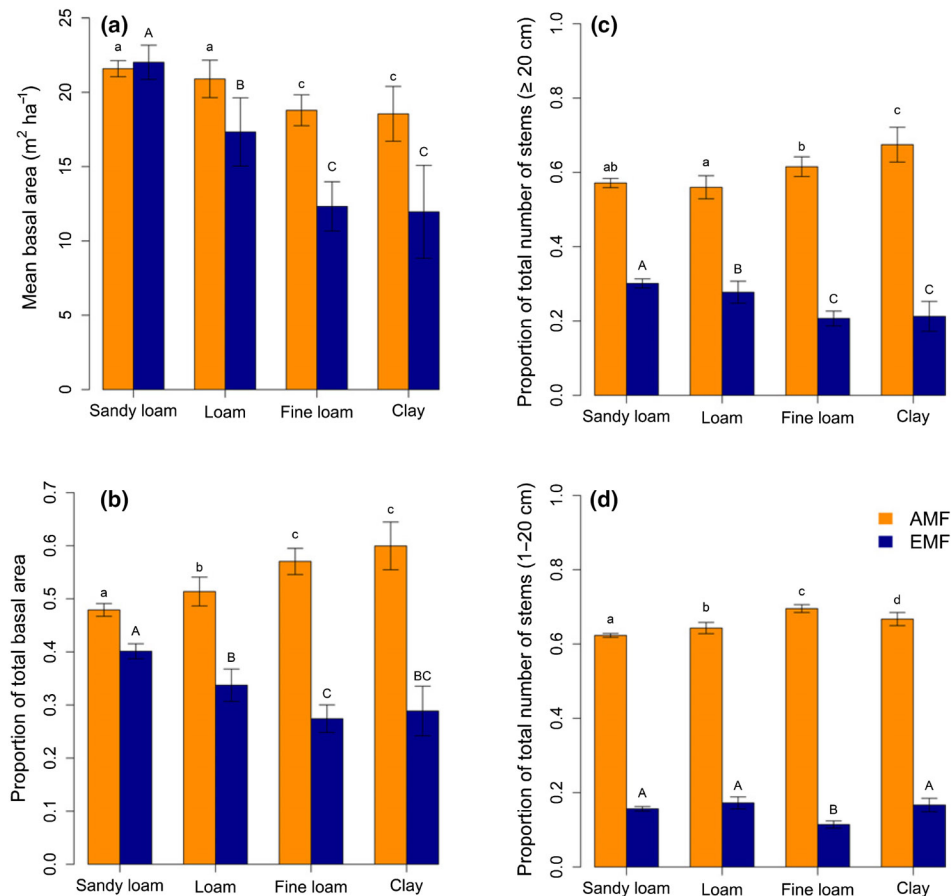 (a)
Mean basal area (m² ha⁻¹)
25
20
15
10
5
0
a A a B c C c C
Sandy loam Loam Fine loam Clay
(c)
Proportion of total number of stems (≥ 20 cm)
1.0
0.8
0.6
0.4
0.2
0.0
ab A a B b C c C
Sandy loam Loam Fine loam Clay
(b)
Proportion of total basal area
0.7
0.6
0.5
0.4
0.3
0.2
0.1
0.0
a A b B c C c BC
Sandy loam Loam Fine loam Clay
(d)
Proportion of total number of stems (1–20 cm)
1.0
0.8
0.6
0.4
0.2
0.0
AMF
EMF
a A b A c B d A
Sandy loam Loam Fine loam Clay